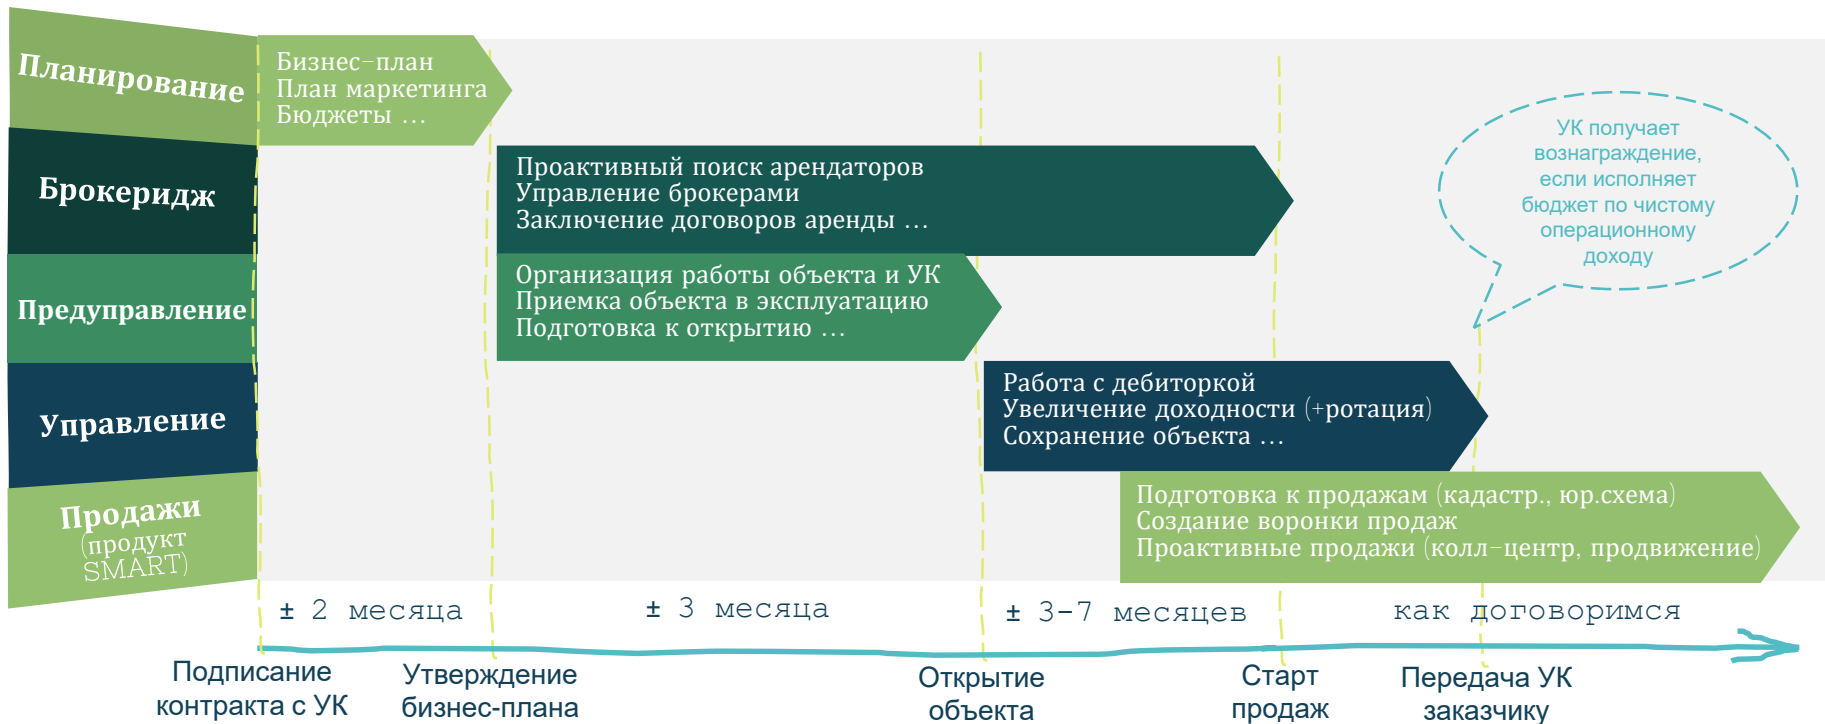 Планирование
Бизнес-план
План маркетинга
Бюджеты ...
Брокеридж
Проактивный поиск арендаторов
Управление брокерами
Заключение договоров аренды ...
УК получает
вознаграждение,
если исполняет
бюджет по чистому
операционному
доходу
Предуправление
Организация работы объекта и УК
Приемка объекта в эксплуатацию
Подготовка к открытию ...
Управление
Работа с дебиторкой
Увеличение доходности (+ротация)
Сохранение объекта ...
Продажи
(продукт
SMART)
Подготовка к продажам (кадастр., юр.схема)
Создание воронки продаж
Проактивные продажи (колл-центр, продвижение)
± 2 месяца
± 3 месяца
± 3-7 месяцев
как договоримся
Подписание
контракта с УК
Утверждение
бизнес-плана
Открытие
объекта
Старт
продаж
Передача УК
заказчику